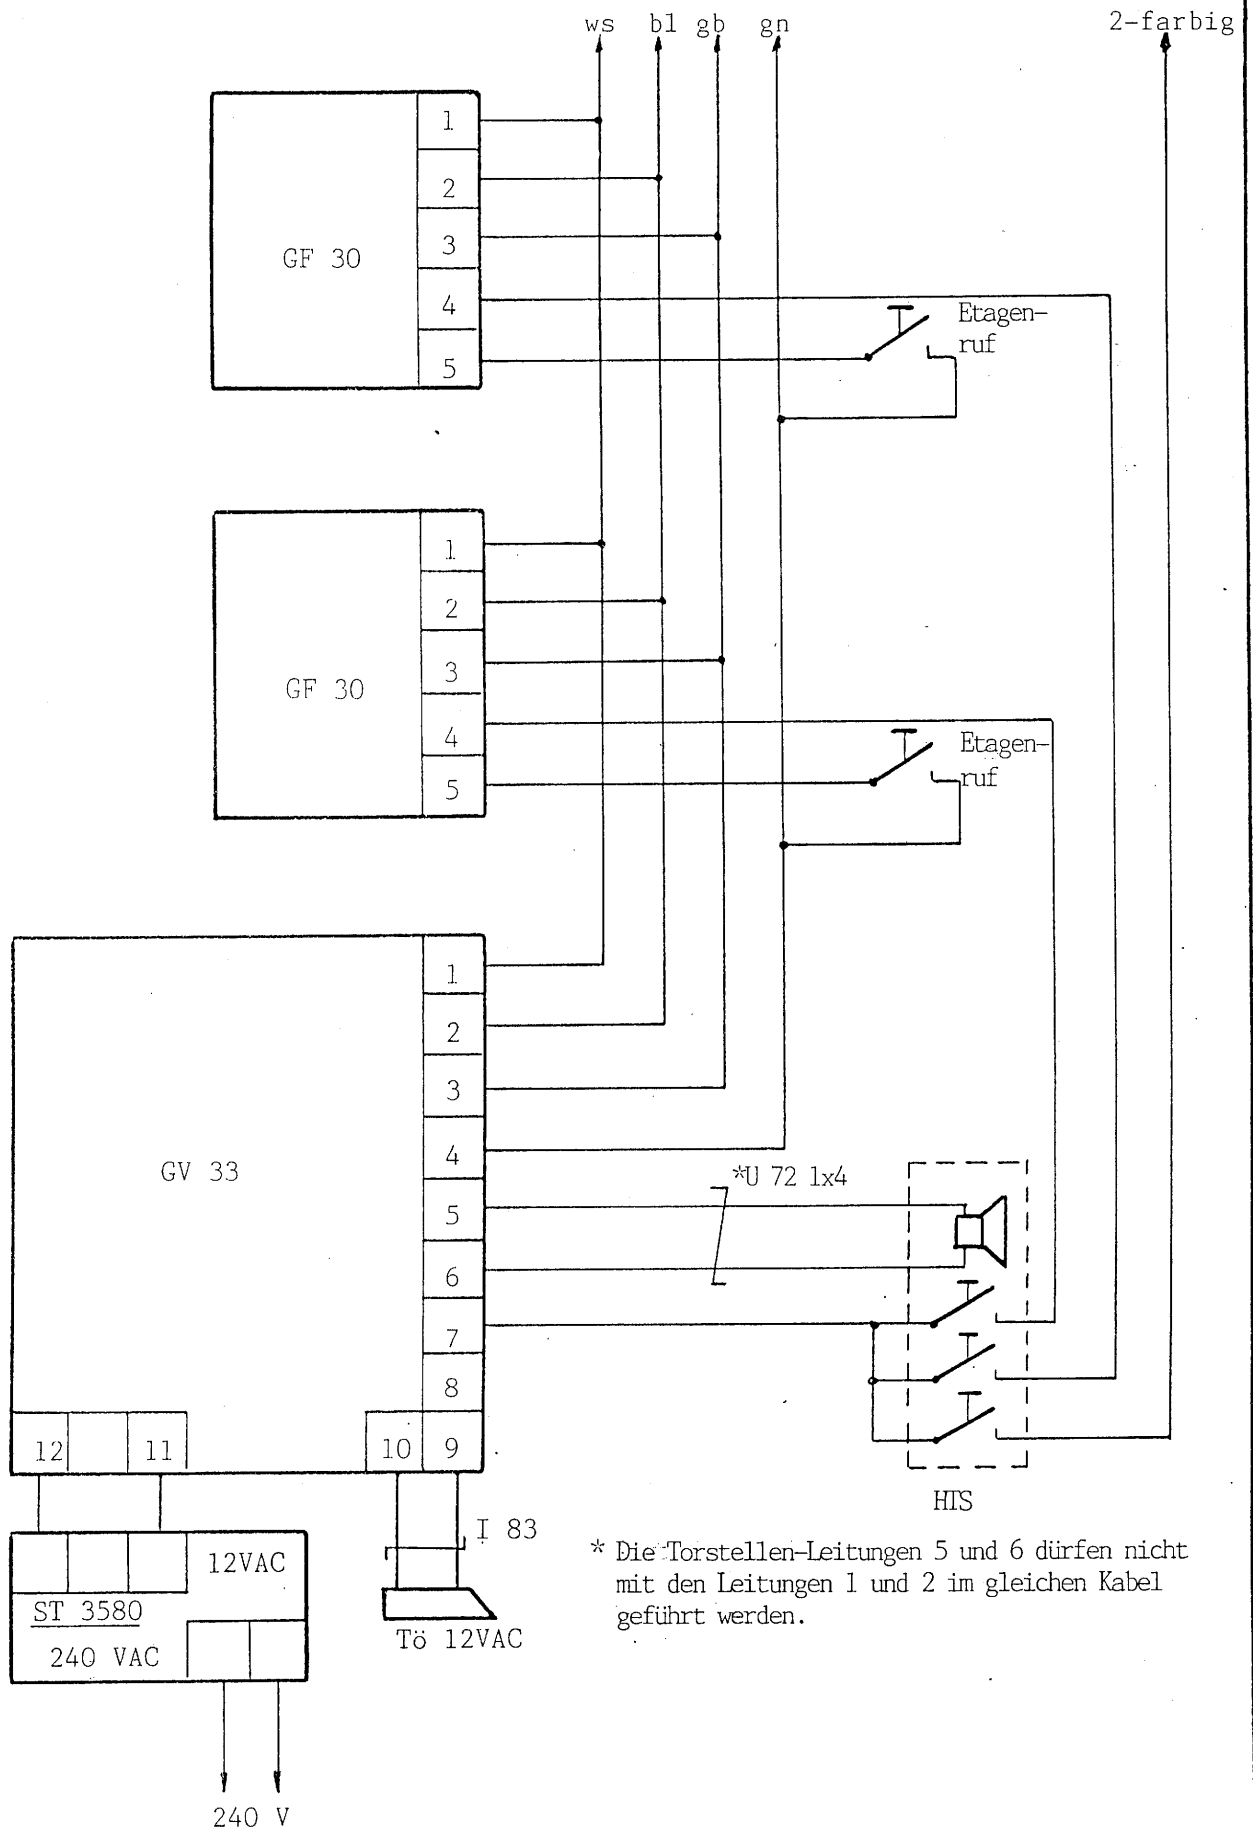 ws bl gb gn 2-farbig
1
2
3
4
5
GF 30
Etagen-
ruf
1
2
3
4
5
GF 30
Etagen-
ruf
1
2
3
4
5
6
7
8
9
10
11
12
GV 33
*U 72 1x4
HTS
I 83
12VAC
ST 3580
240 VAC
Tö 12VAC
240 V
* Die Torstellen-Leitungen 5 und 6 dürfen nicht
mit den Leitungen 1 und 2 im gleichen Kabel
geführt werden.